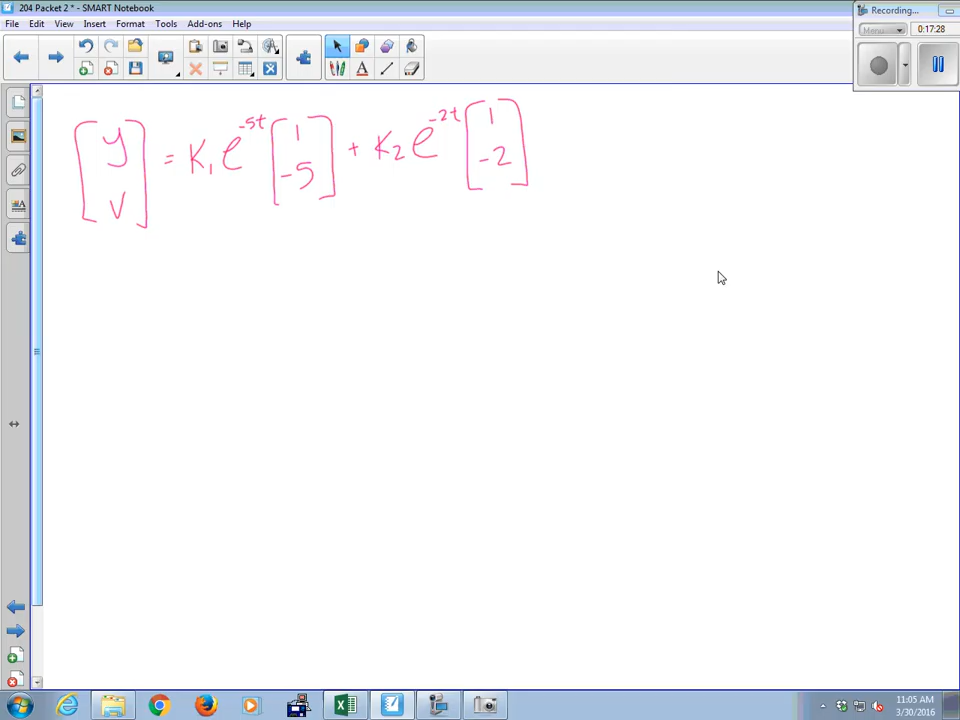 204 Packet 2 * - SMART Notebook
Recording...
File Edit View Insert Format Tools Add-ons Help
Menu
0:17:28
[y v] = K₁e^-5t [1 -5] + K₂e^-2t [1 -2]
11:05 AM
3/30/2016